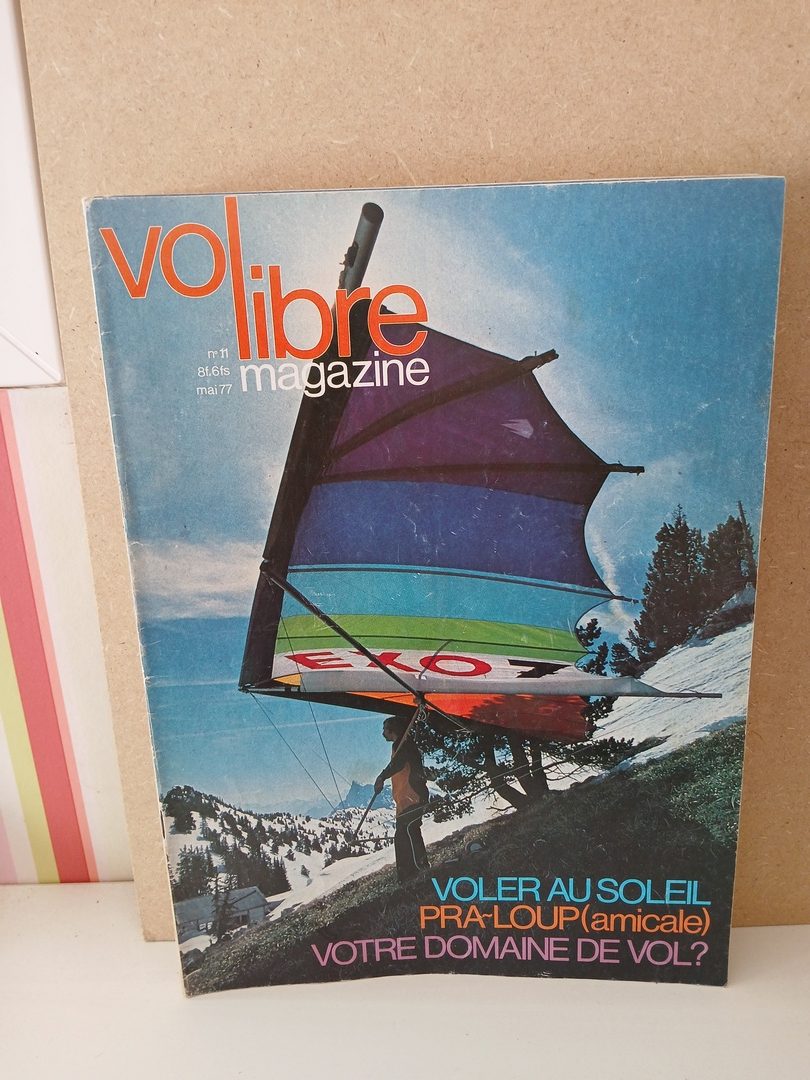 vol
libre
magazine
n° 11
8f.6fs
mai 77
EXO 7
VOLER AU SOLEIL
PRA~LOUP (amicale)
VOTRE DOMAINE DE VOL?